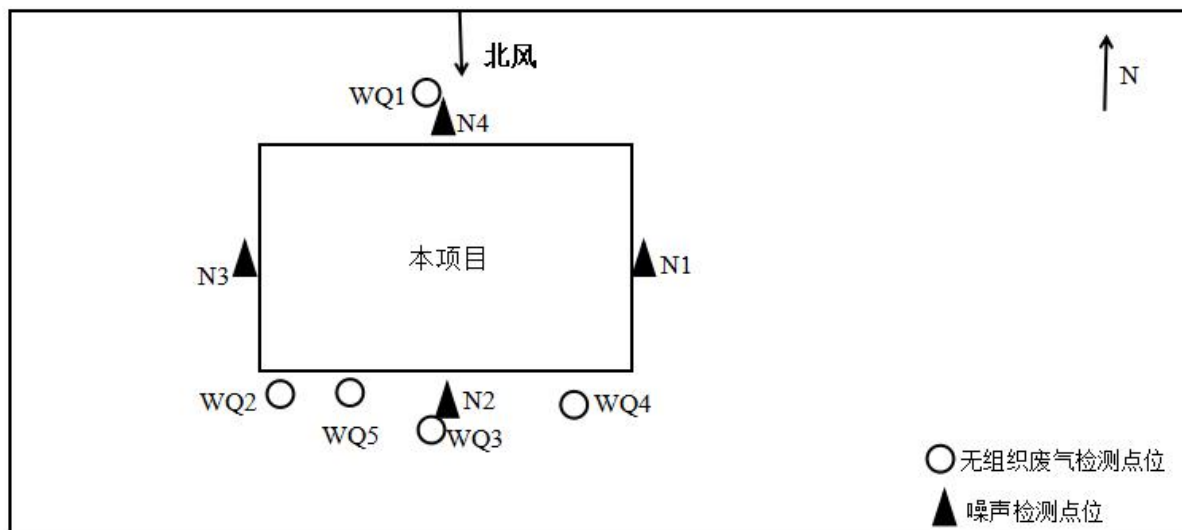 北风
N
WQ1
N4
本项目
N3
N1
WQ2
WQ5
N2
WQ3
WQ4
无组织废气检测点位
噪声检测点位